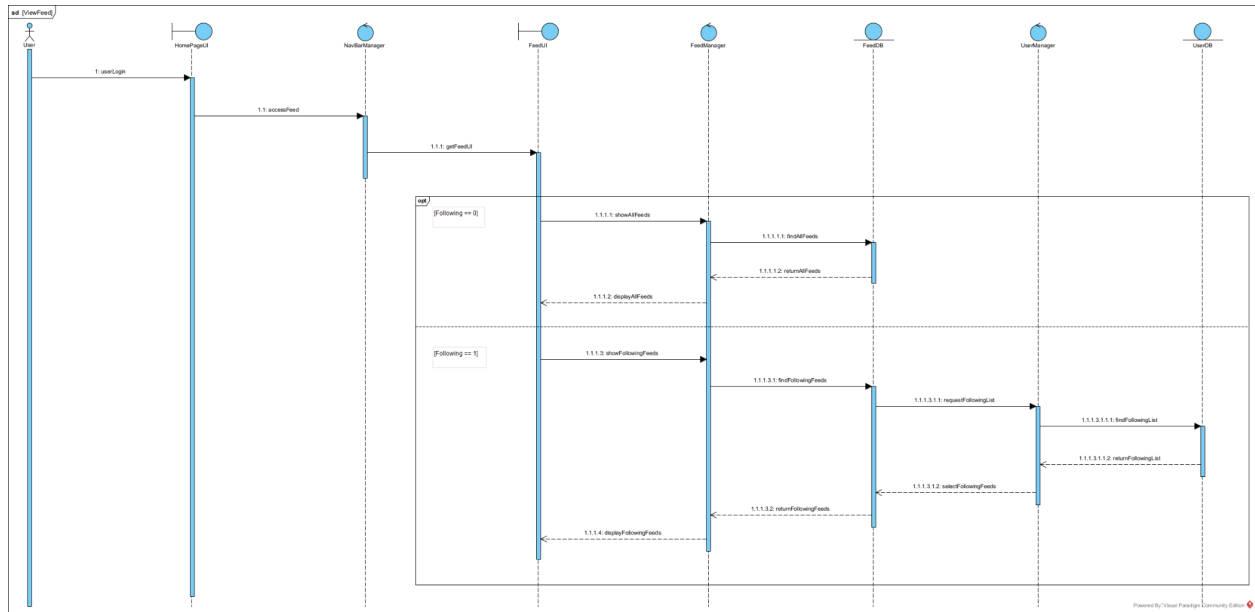 sd [ViewFeed]
User
HomePageUI
NaviBarManager
FeedUI
FeedManager
FeedDB
UserManager
UserDB
1: userLogin
1.1: accessFeed
1.1.1: getFeedUI
opt
[Following == 0]
1.1.1.1: showAllFeeds
1.1.1.1.1: findAllFeeds
1.1.1.1.2: returnAllFeeds
1.1.1.2: displayAllFeeds
[Following == 1]
1.1.1.3: showFollowingFeeds
1.1.1.3.1: findFollowingFeeds
1.1.1.3.1.1: requestFollowingList
1.1.1.3.1.1.1: findFollowingList
1.1.1.3.1.1.2: returnFollowingList
1.1.1.3.1.2: selectFollowingFeeds
1.1.1.3.2: returnFollowingFeeds
1.1.1.4: displayFollowingFeeds
Powered By: Visual Paradigm Community Edition